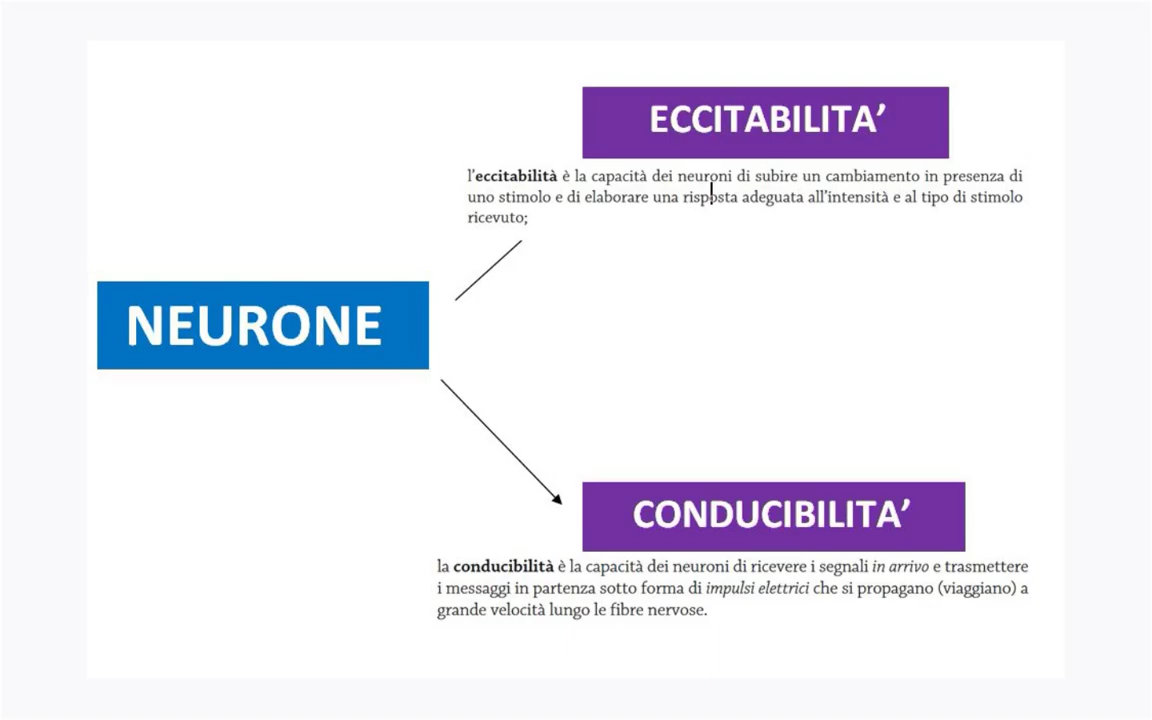 ECCITABILITA’
l’eccitabilità è la capacità dei neuroni di subire un cambiamento in presenza di
uno stimolo e di elaborare una risposta adeguata all’intensità e al tipo di stimolo
ricevuto;
NEURONE
CONDUCIBILITA’
la conducibilità è la capacità dei neuroni di ricevere i segnali in arrivo e trasmettere
i messaggi in partenza sotto forma di impulsi elettrici che si propagano (viaggiano) a
grande velocità lungo le fibre nervose.